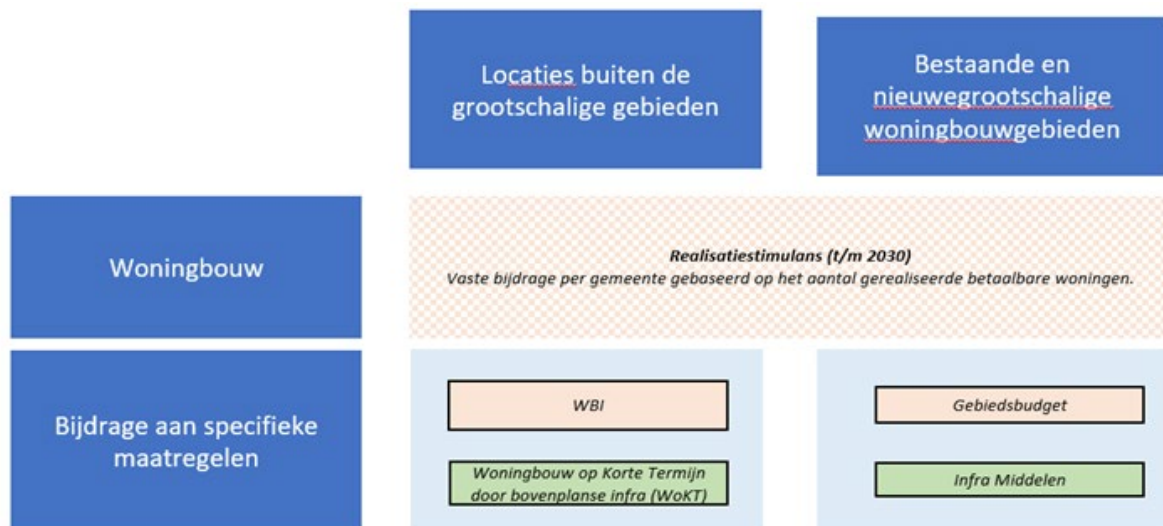 Locaties buiten de
grootschalige gebieden
Bestaande en
nieuwegrootschalige
woningbouwgebieden
Woningbouw
Realisatiestimulans (t/m 2030)
Vaste bijdrage per gemeente gebaseerd op het aantal gerealiseerde betaalbare woningen.
Bijdrage aan specifieke
maatregelen
WBI
Gebiedsbudget
Woningbouw op Korte Termijn
door bovenplanse infra (WoKT)
Infra Middelen